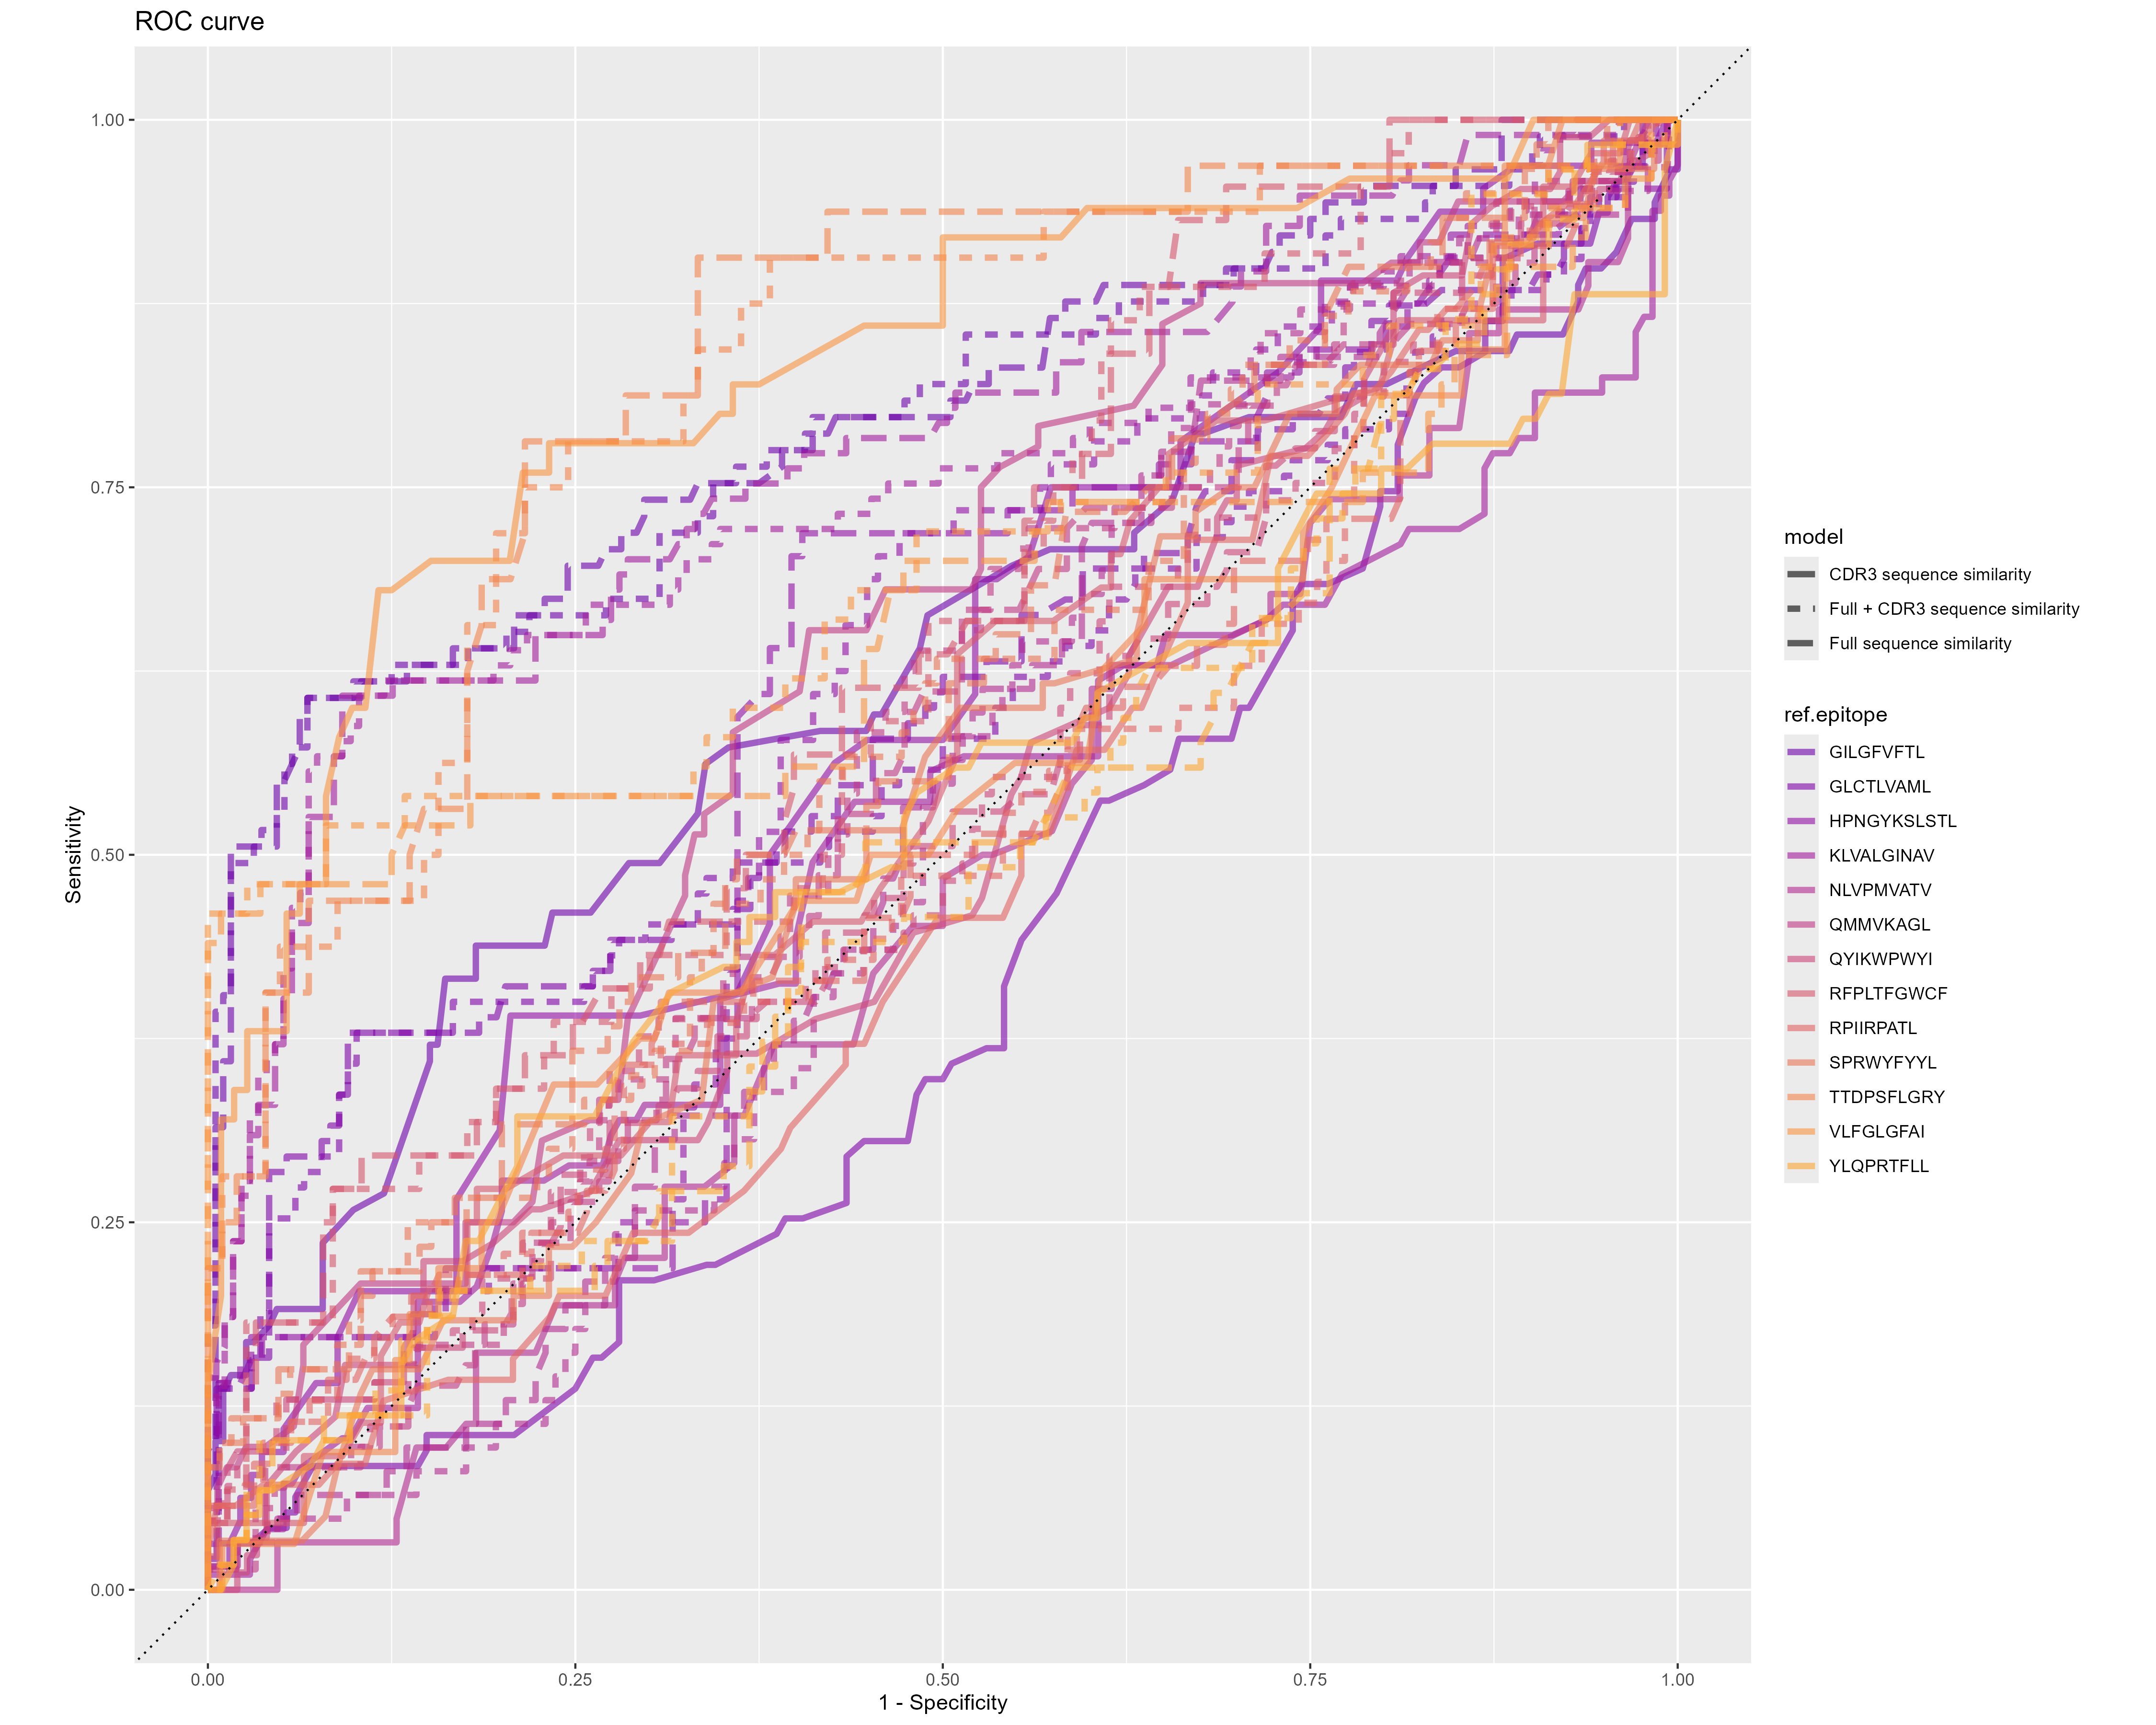 ROC curve
1.00
0.75
0.50
0.25
0.00
Sensitivity
0.00
0.25
0.50
0.75
1.00
1 - Specificity
model
CDR3 sequence similarity
Full + CDR3 sequence similarity
Full sequence similarity
ref.epitope
GILGFVFTL
GLCTLVAML
HPNGYKSLSTL
KLVALGINAV
NLVPMVATV
QMMVKAGL
QYIKWPWYI
RFPLTFGWCF
RPIIRPATL
SPRWYFYYL
TTDPSFLGRY
VLFGLGFAI
YLQPRTFLL